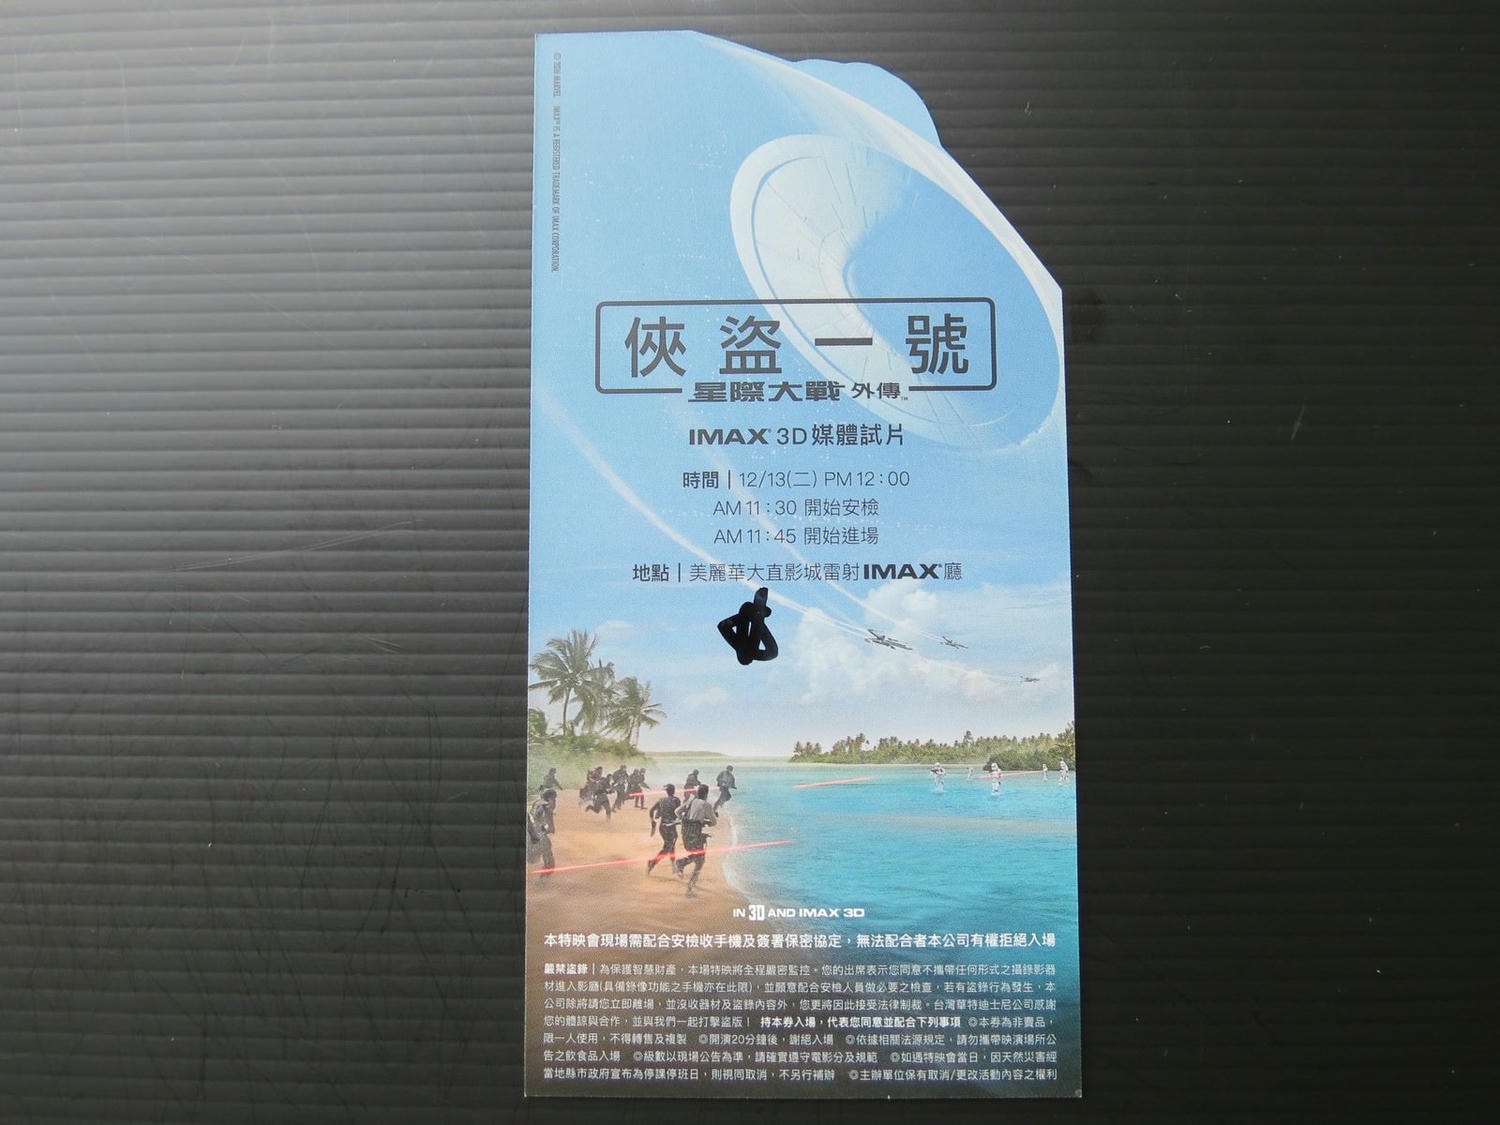 © 2016 MARVEL IMAX® IS A REGISTERED TRADEMARK OF IMAX CORPORATION.
俠盜一號
星際大戰外傳™
IMAX® 3D媒體試片
時間｜12/13(二) PM 12：00
AM 11：30 開始安檢
AM 11：45 開始進場
地點｜美麗華大直影城雷射IMAX®廳
IN 3D AND IMAX 3D
本特映會現場需配合安檢收手機及簽署保密協定，無法配合者本公司有權拒絕入場
嚴禁盜錄｜為保護智慧財產，本場特映將全程嚴密監控。您的出席表示您同意不攜帶任何形式之攝錄影器
材進入影廳(具備錄像功能之手機亦在此限)，並願意配合安檢人員做必要之檢查，若有盜錄行為發生，本
公司除將請您立即離場，並沒收器材及盜錄內容外，您更將因此接受法律制裁。台灣華特迪士尼公司感謝
您的體諒與合作，並與我們一起打擊盜版！ 持本券入場，代表您同意並配合下列事項 ◎本券為非賣品，
限一人使用，不得轉售及複製 ◎開演20分鐘後，謝絕入場 ◎依據相關法源規定，請勿攜帶映演場所公
告之飲食品入場 ◎級數以現場公告為準，請確實遵守電影分及規範 ◎如遇特映會當日，因天然災害經
當地縣市政府宣布為停課停班日，則視同取消，不另行補辦 ◎主辦單位保有取消/更改活動內容之權利